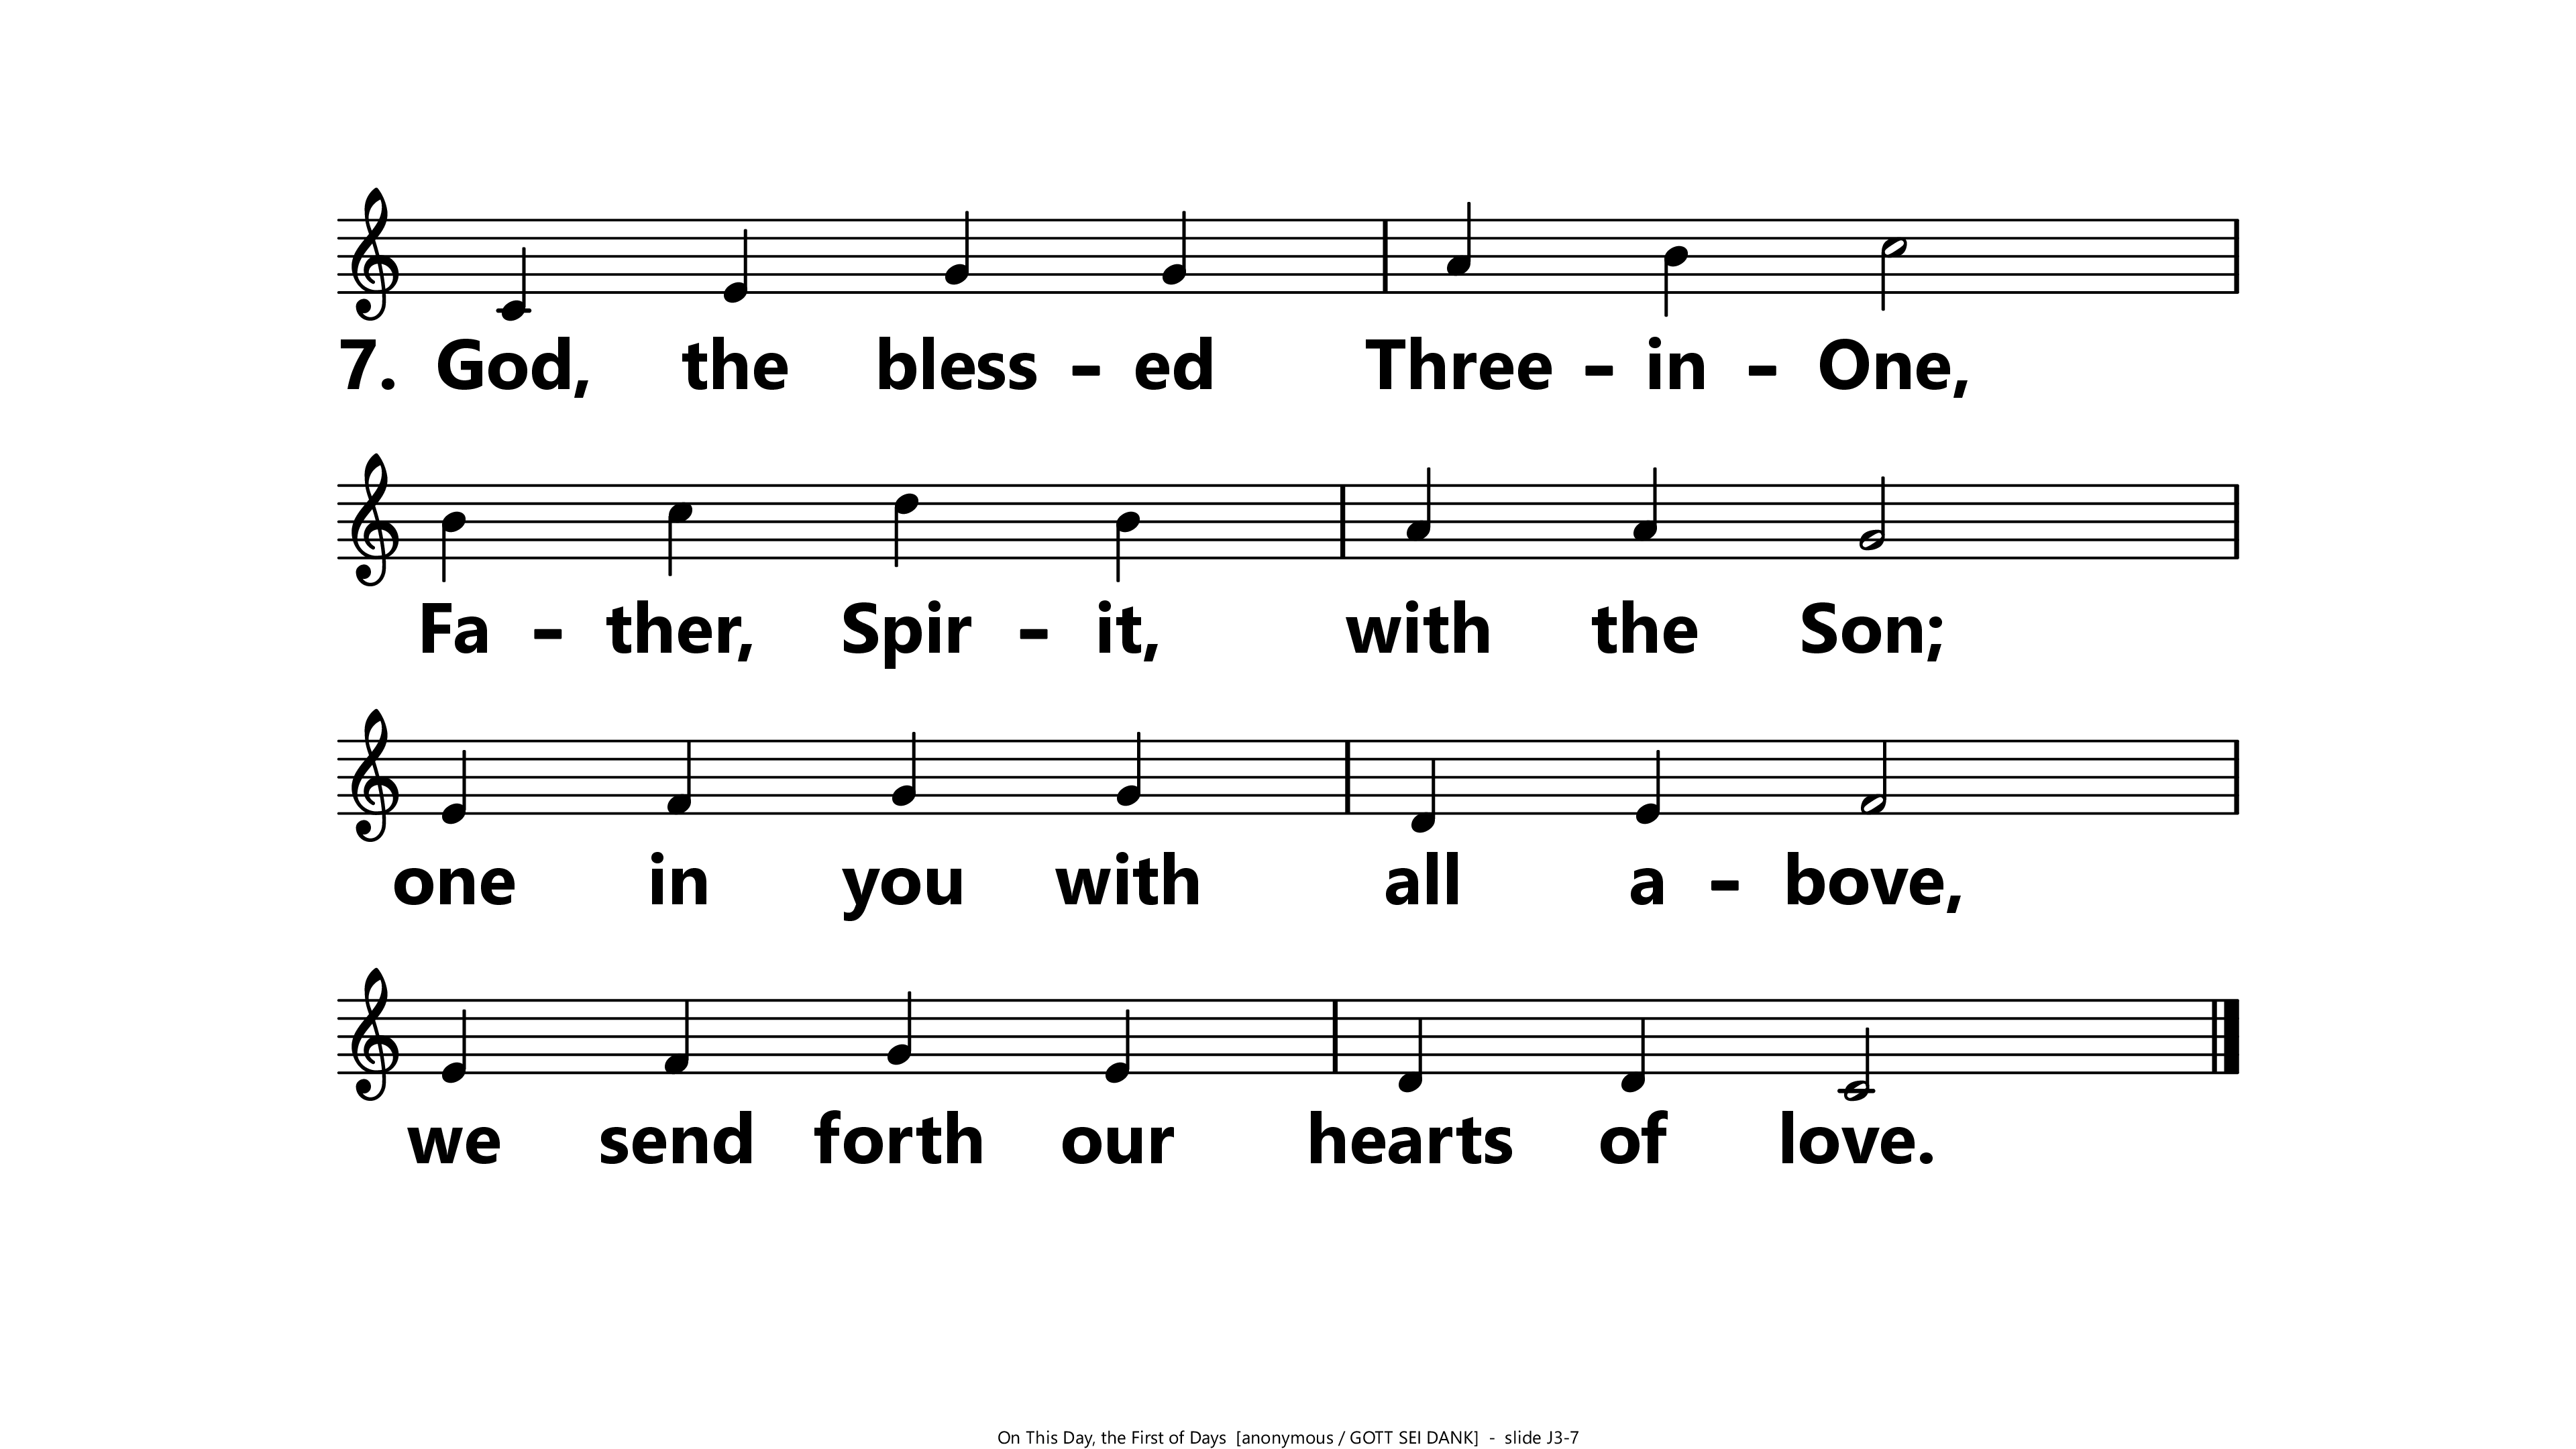 7. God, the bless - ed Three - in - One,
Fa - ther, Spir - it, with the Son;
one in you with all a - bove,
we send forth our hearts of love.
On This Day, the First of Days [anonymous / GOTT SEI DANK] - slide J3-7